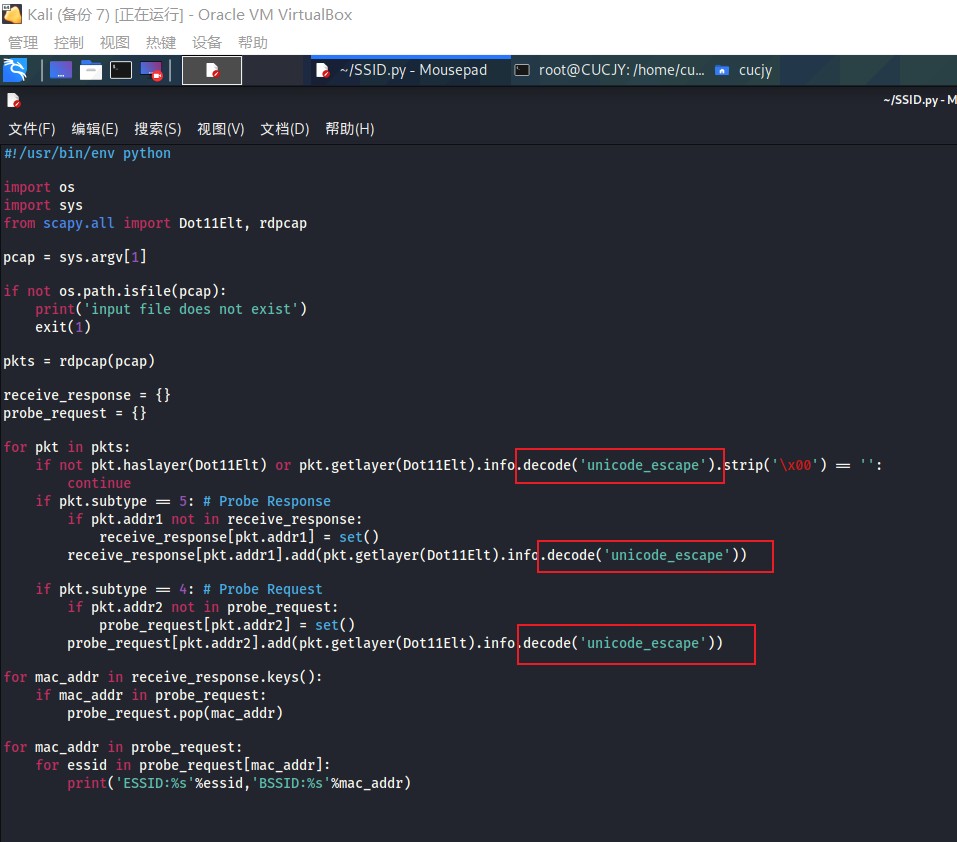 Kali (备份 7) [正在运行] - Oracle VM VirtualBox
管理 控制 视图 热键 设备 帮助
~/SSID.py - Mousepad root@CUCJY: /home/cu... cucjy
~/SSID.py - M
文件(F) 编辑(E) 搜索(S) 视图(V) 文档(D) 帮助(H)
#!/usr/bin/env python
import os
import sys
from scapy.all import Dot11Elt, rdpcap
pcap = sys.argv[1]
if not os.path.isfile(pcap):
    print('input file does not exist')
    exit(1)
pkts = rdpcap(pcap)
receive_response = {}
probe_request = {}
for pkt in pkts:
    if not pkt.haslayer(Dot11Elt) or pkt.getlayer(Dot11Elt).info.decode('unicode_escape').strip('\x00') == '':
        continue
    if pkt.subtype == 5: # Probe Response
        if pkt.addr1 not in receive_response:
            receive_response[pkt.addr1] = set()
        receive_response[pkt.addr1].add(pkt.getlayer(Dot11Elt).info.decode('unicode_escape'))
    if pkt.subtype == 4: # Probe Request
        if pkt.addr2 not in probe_request:
            probe_request[pkt.addr2] = set()
        probe_request[pkt.addr2].add(pkt.getlayer(Dot11Elt).info.decode('unicode_escape'))
for mac_addr in receive_response.keys():
    if mac_addr in probe_request:
        probe_request.pop(mac_addr)
for mac_addr in probe_request:
    for essid in probe_request[mac_addr]:
        print('ESSID:%s'%essid,'BSSID:%s'%mac_addr)